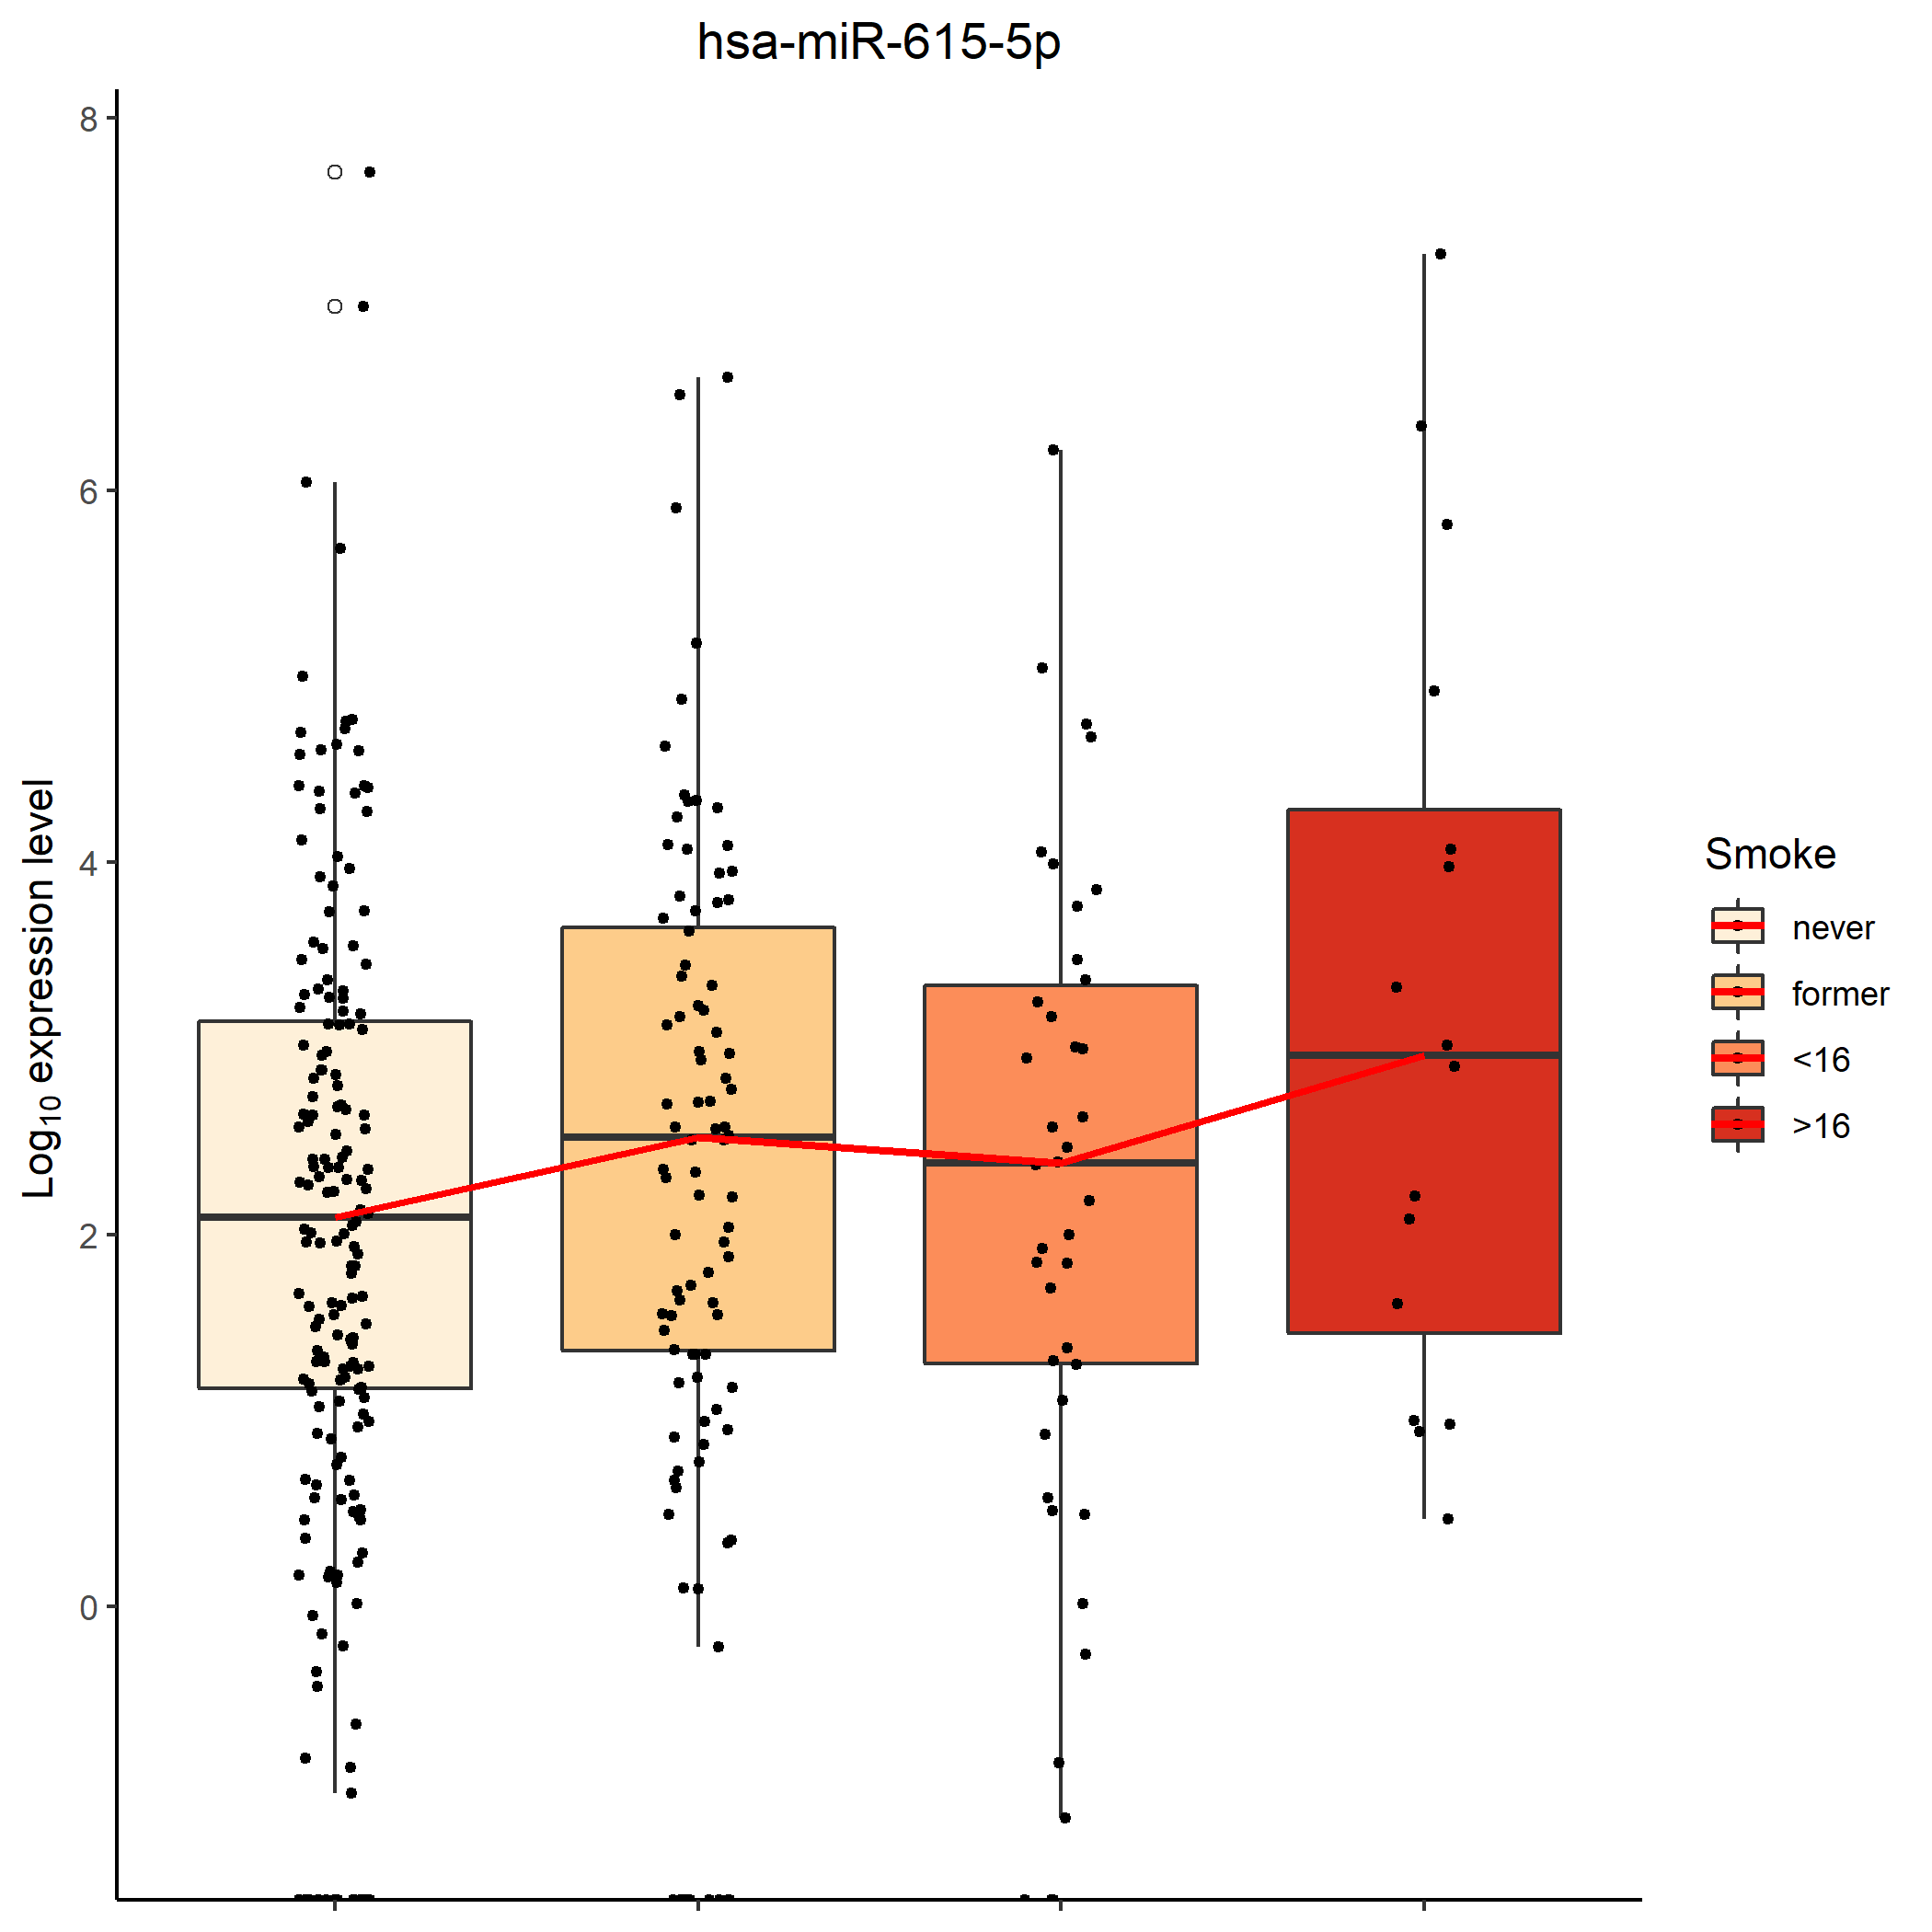 hsa-miR-615-5p
8
6
4
2
0
Log10 expression level
Smoke
never
former
<16
>16